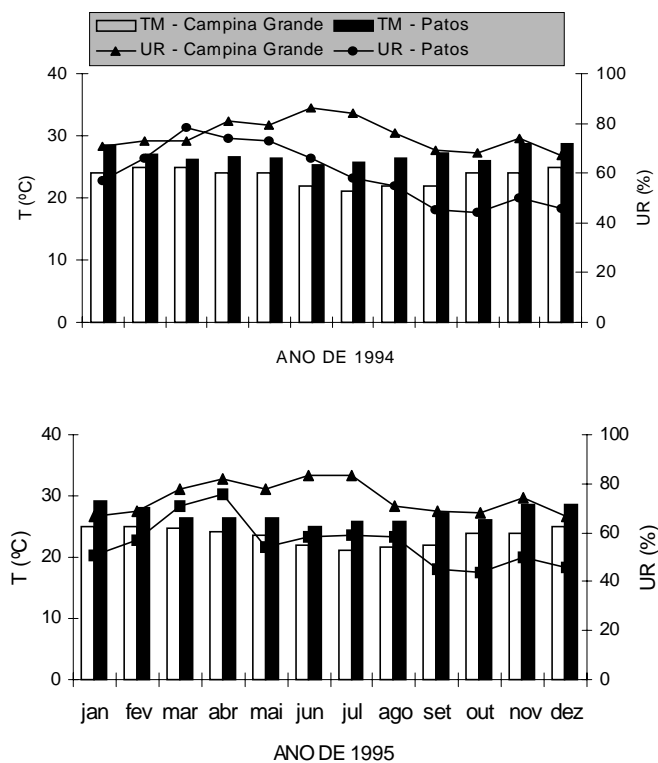 TM - Campina Grande TM - Patos
UR - Campina Grande UR - Patos
40
30
20
10
0
T (ºC)
100
80
60
40
20
0
UR (%)
ANO DE 1994
40
30
20
10
0
T (ºC)
100
80
60
40
20
0
UR (%)
jan fev mar abr mai jun jul ago set out nov dez
ANO DE 1995